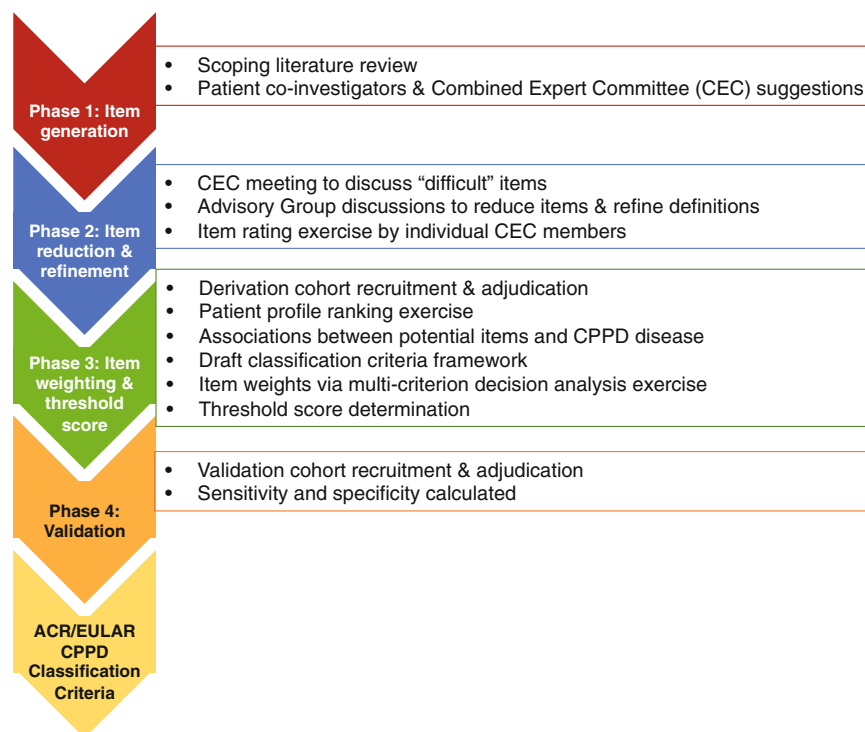 Phase 1: Item
generation
• Scoping literature review
• Patient co-investigators & Combined Expert Committee (CEC) suggestions
Phase 2: Item
reduction &
refinement
• CEC meeting to discuss “difficult” items
• Advisory Group discussions to reduce items & refine definitions
• Item rating exercise by individual CEC members
Phase 3: Item
weighting &
threshold
score
• Derivation cohort recruitment & adjudication
• Patient profile ranking exercise
• Associations between potential items and CPPD disease
• Draft classification criteria framework
• Item weights via multi-criterion decision analysis exercise
• Threshold score determination
Phase 4:
Validation
• Validation cohort recruitment & adjudication
• Sensitivity and specificity calculated
ACR/EULAR
CPPD
Classification
Criteria